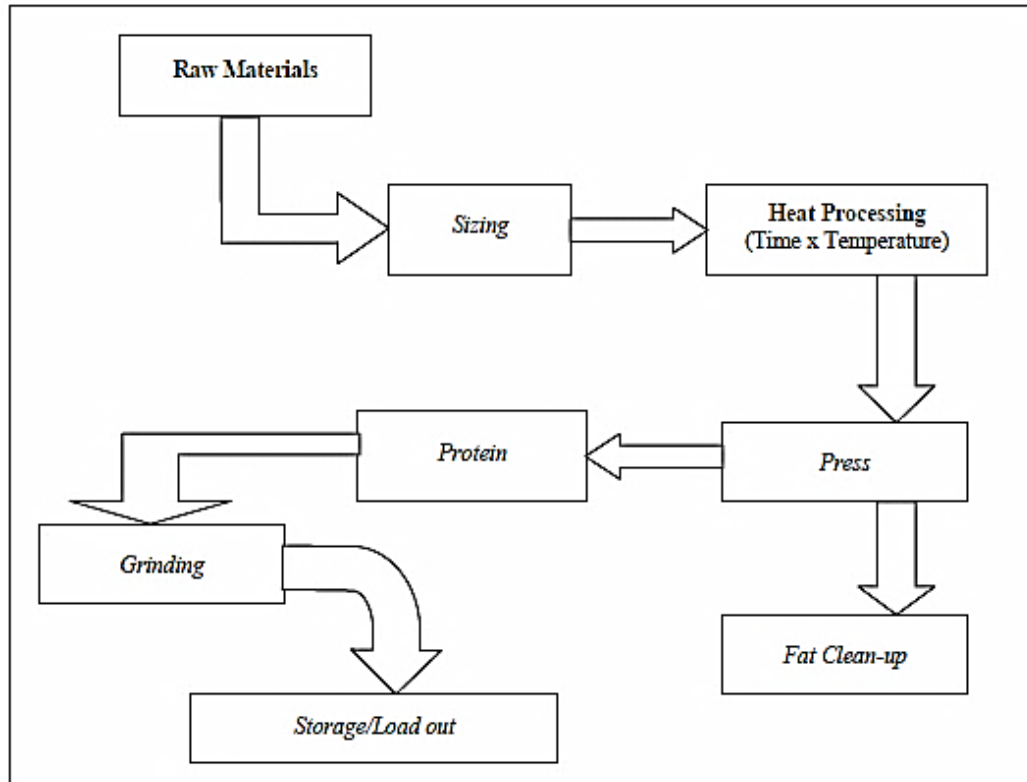 Raw Materials
Sizing
Heat Processing
(Time x Temperature)
Protein
Press
Grinding
Fat Clean-up
Storage/Load out